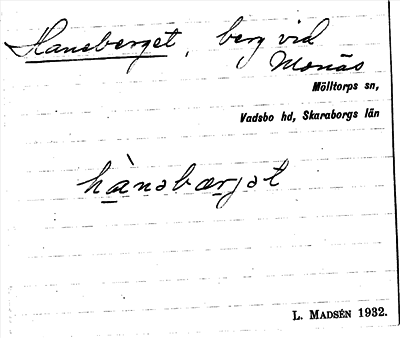 Haneberget, berg vid
Monäs
Mölltorps sn,
Vadsbo hd, Skaraborgs län
hànəbærjət
L. MADSÉN 1932.